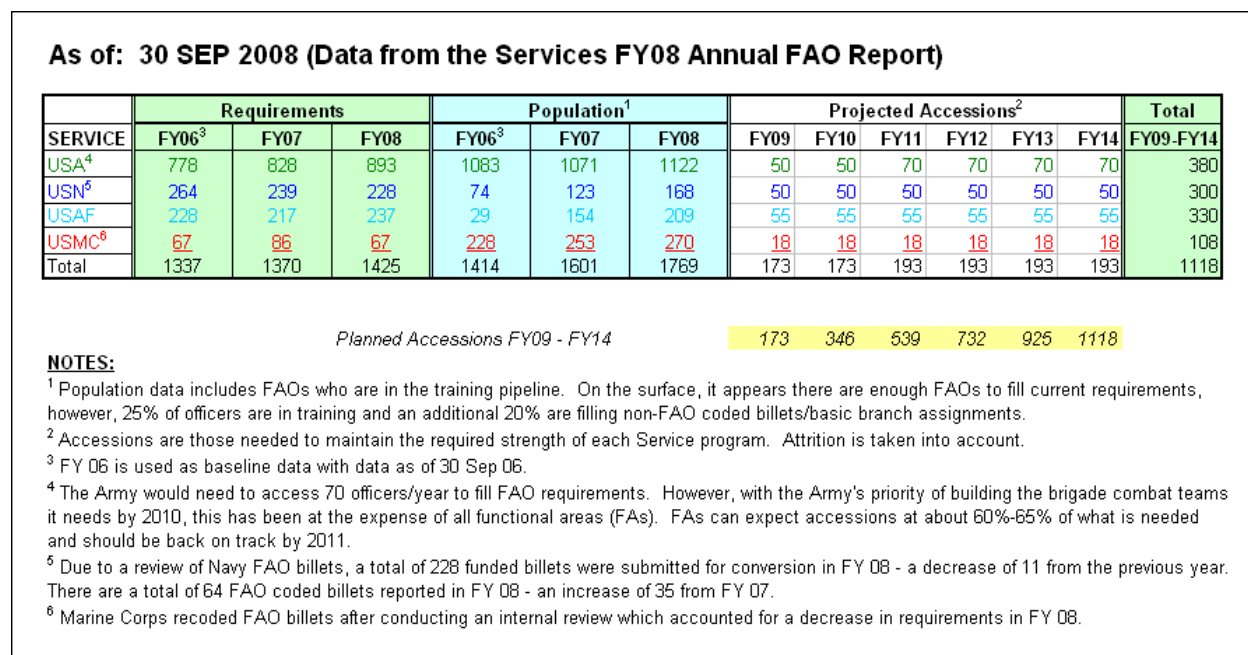 As of: 30 SEP 2008 (Data from the Services FY08 Annual FAO Report)
Requirements Population1 Projected Accessions2 Total
SERVICE FY063 FY07 FY08 FY063 FY07 FY08 FY09 FY10 FY11 FY12 FY13 FY14 FY09-FY14
USA4 778 828 893 1083 1071 1122 50 50 70 70 70 70 380
USN5 264 239 228 74 123 168 50 50 50 50 50 50 300
USAF 228 217 237 29 154 209 55 55 55 55 55 55 330
USMC6 67 86 67 228 253 270 18 18 18 18 18 18 108
Total 1337 1370 1425 1414 1601 1769 173 173 193 193 193 193 1118
Planned Accessions FY09 - FY14 173 346 539 732 925 1118
NOTES:
1 Population data includes FAOs who are in the training pipeline. On the surface, it appears there are enough FAOs to fill current requirements,
however, 25% of officers are in training and an additional 20% are filling non-FAO coded billets/basic branch assignments.
2 Accessions are those needed to maintain the required strength of each Service program. Attrition is taken into account.
3 FY 06 is used as baseline data with data as of 30 Sep 06.
4 The Army would need to access 70 officers/year to fill FAO requirements. However, with the Army's priority of building the brigade combat teams
it needs by 2010, this has been at the expense of all functional areas (FAs). FAs can expect accessions at about 60%-65% of what is needed
and should be back on track by 2011.
5 Due to a review of Navy FAO billets, a total of 228 funded billets were submitted for conversion in FY 08 - a decrease of 11 from the previous year.
There are a total of 64 FAO coded billets reported in FY 08 - an increase of 35 from FY 07.
6 Marine Corps recoded FAO billets after conducting an internal review which accounted for a decrease in requirements in FY 08.